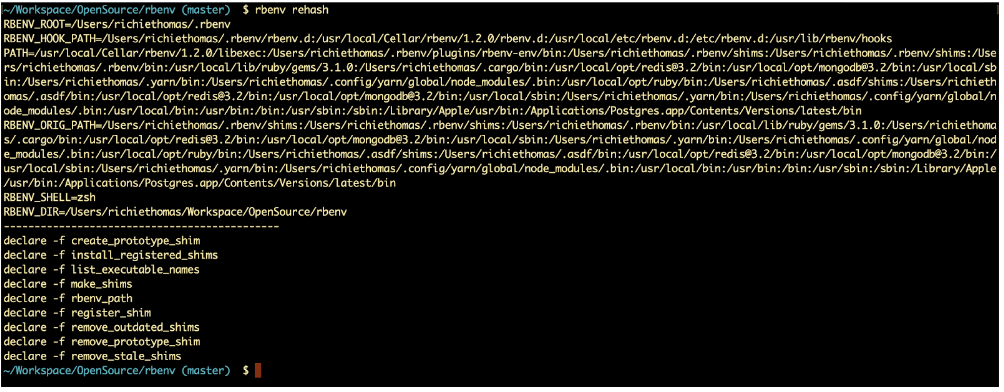 ~/Workspace/OpenSource/rbenv (master)  $ rbenv rehash
RBENV_ROOT=/Users/richiethomas/.rbenv
RBENV_HOOK_PATH=/Users/richiethomas/.rbenv/rbenv.d:/usr/local/Cellar/rbenv/1.2.0/rbenv.d:/usr/local/etc/rbenv.d:/etc/rbenv.d:/usr/lib/rbenv/hooks
PATH=/usr/local/Cellar/rbenv/1.2.0/libexec:/Users/richiethomas/.rbenv/plugins/rbenv-env/bin:/Users/richiethomas/.rbenv/shims:/Users/richiethomas/.rbenv/shims:/Use
rs/richiethomas/.rbenv/bin:/usr/local/lib/ruby/gems/3.1.0:/Users/richiethomas/.cargo/bin:/usr/local/opt/redis@3.2/bin:/usr/local/opt/mongodb@3.2/bin:/usr/local/sb
in:/Users/richiethomas/.yarn/bin:/Users/richiethomas/.config/yarn/global/node_modules/.bin:/usr/local/opt/ruby/bin:/Users/richiethomas/.asdf/shims:/Users/richieth
omas/.asdf/bin:/usr/local/opt/redis@3.2/bin:/usr/local/opt/mongodb@3.2/bin:/usr/local/sbin:/Users/richiethomas/.yarn/bin:/Users/richiethomas/.config/yarn/global/n
ode_modules/.bin:/usr/local/bin:/usr/bin:/bin:/usr/sbin:/sbin:/Library/Apple/usr/bin:/Applications/Postgres.app/Contents/Versions/latest/bin
RBENV_ORIG_PATH=/Users/richiethomas/.rbenv/shims:/Users/richiethomas/.rbenv/shims:/Users/richiethomas/.rbenv/bin:/usr/local/lib/ruby/gems/3.1.0:/Users/richiethoma
s/.cargo/bin:/usr/local/opt/redis@3.2/bin:/usr/local/opt/mongodb@3.2/bin:/usr/local/sbin:/Users/richiethomas/.yarn/bin:/Users/richiethomas/.config/yarn/global/nod
e_modules/.bin:/usr/local/opt/ruby/bin:/Users/richiethomas/.asdf/shims:/Users/richiethomas/.asdf/bin:/usr/local/opt/redis@3.2/bin:/usr/local/opt/mongodb@3.2/bin:/
usr/local/sbin:/Users/richiethomas/.yarn/bin:/Users/richiethomas/.config/yarn/global/node_modules/.bin:/usr/local/bin:/usr/bin:/bin:/usr/sbin:/sbin:/Library/Apple
/usr/bin:/Applications/Postgres.app/Contents/Versions/latest/bin
RBENV_SHELL=zsh
RBENV_DIR=/Users/richiethomas/Workspace/OpenSource/rbenv
--------------------------------------------
declare -f create_prototype_shim
declare -f install_registered_shims
declare -f list_executable_names
declare -f make_shims
declare -f rbenv_path
declare -f register_shim
declare -f remove_outdated_shims
declare -f remove_prototype_shim
declare -f remove_stale_shims
~/Workspace/OpenSource/rbenv (master)  $